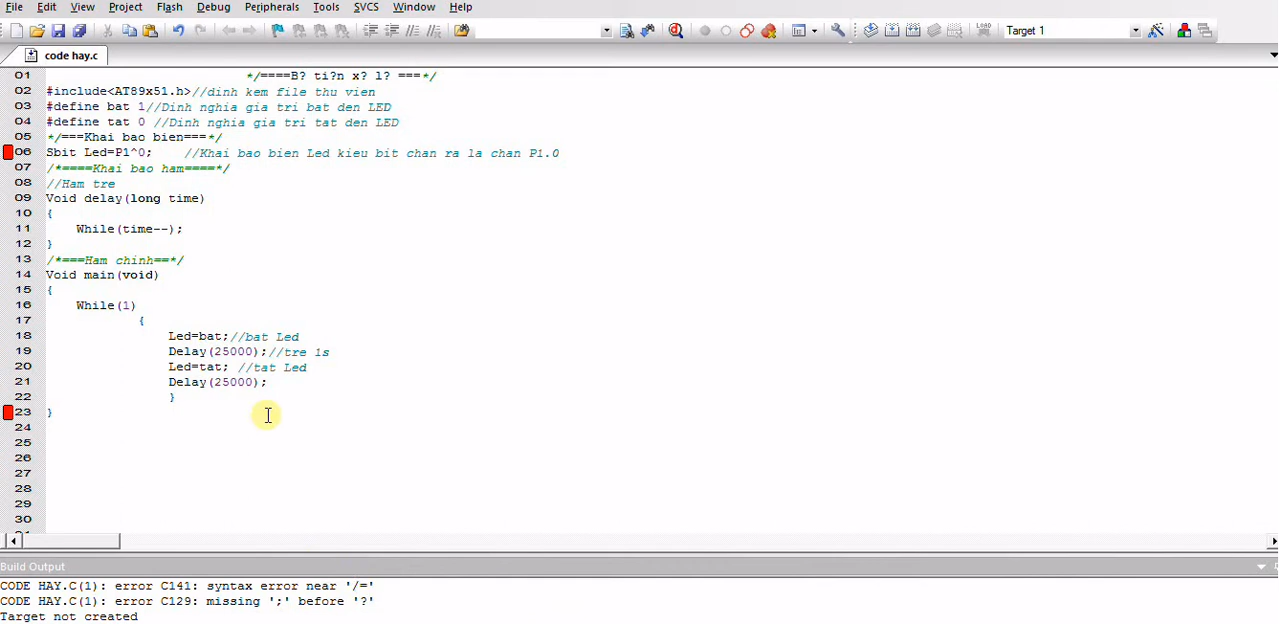 File Edit View Project Flash Debug Peripherals Tools SVCS Window Help
LOAD Target 1
code hay.c
01 */====B? ti?n x? l? ===*/
02 #include<AT89x51.h>//dinh kem file thu vien
03 #define bat 1//Dinh nghia gia tri bat den LED
04 #define tat 0 //Dinh nghia gia tri tat den LED
05 */===Khai bao bien===*/
06 Sbit Led=P1^0; //Khai bao bien Led kieu bit chan ra la chan P1.0
07 /*====Khai bao ham====*/
08 //Ham tre
09 Void delay(long time)
10 {
11 While(time--);
12 }
13 /*===Ham chinh==*/
14 Void main(void)
15 {
16 While(1)
17 {
18 Led=bat;//bat Led
19 Delay(25000);//tre 1s
20 Led=tat; //tat Led
21 Delay(25000);
22 }
23 }
24
25
26
27
28
29
30
Build Output
CODE HAY.C(1): error C141: syntax error near '/='
CODE HAY.C(1): error C129: missing ';' before '?'
Target not created